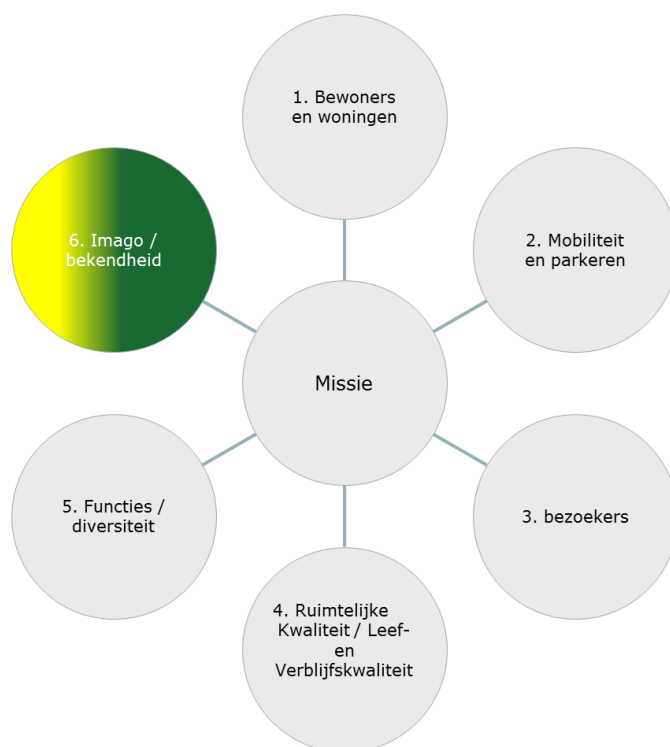 1. Bewoners
en woningen
2. Mobiliteit
en parkeren
3. bezoekers
4. Ruimtelijke
Kwaliteit / Leef-
en
Verblijfskwaliteit
5. Functies /
diversiteit
6. Imago /
bekendheid
Missie